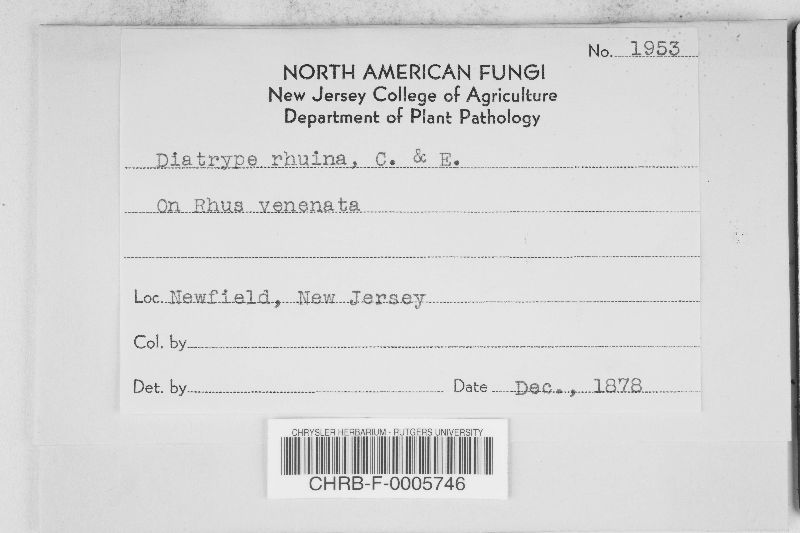 No. 1953
NORTH AMERICAN FUNGI
New Jersey College of Agriculture
Department of Plant Pathology
Diatrype rhuina, C. & E.
On Rhus venenata
Loc. Newfield, New Jersey
Col. by
Det. by Date Dec., 1878
CHRYSLER HERBARIUM - RUTGERS UNIVERSITY
CHRB-F-0005746